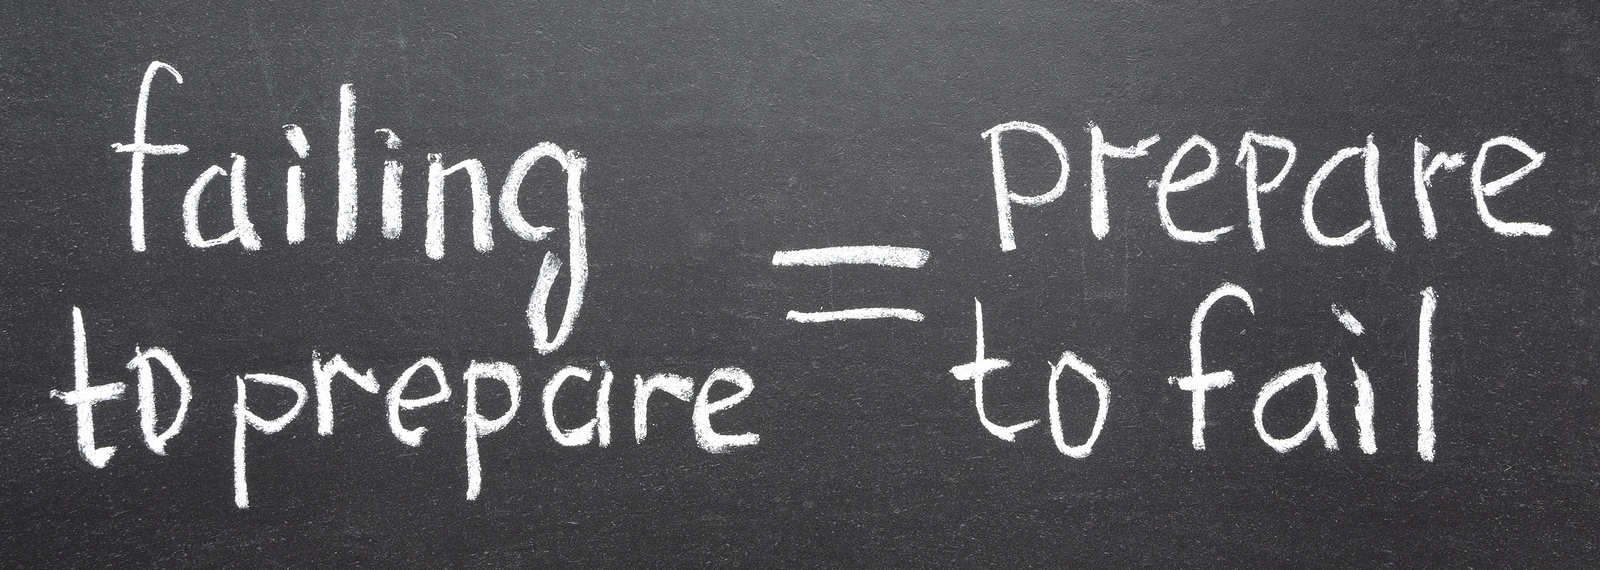 failing
to prepare
=
prepare
to fail